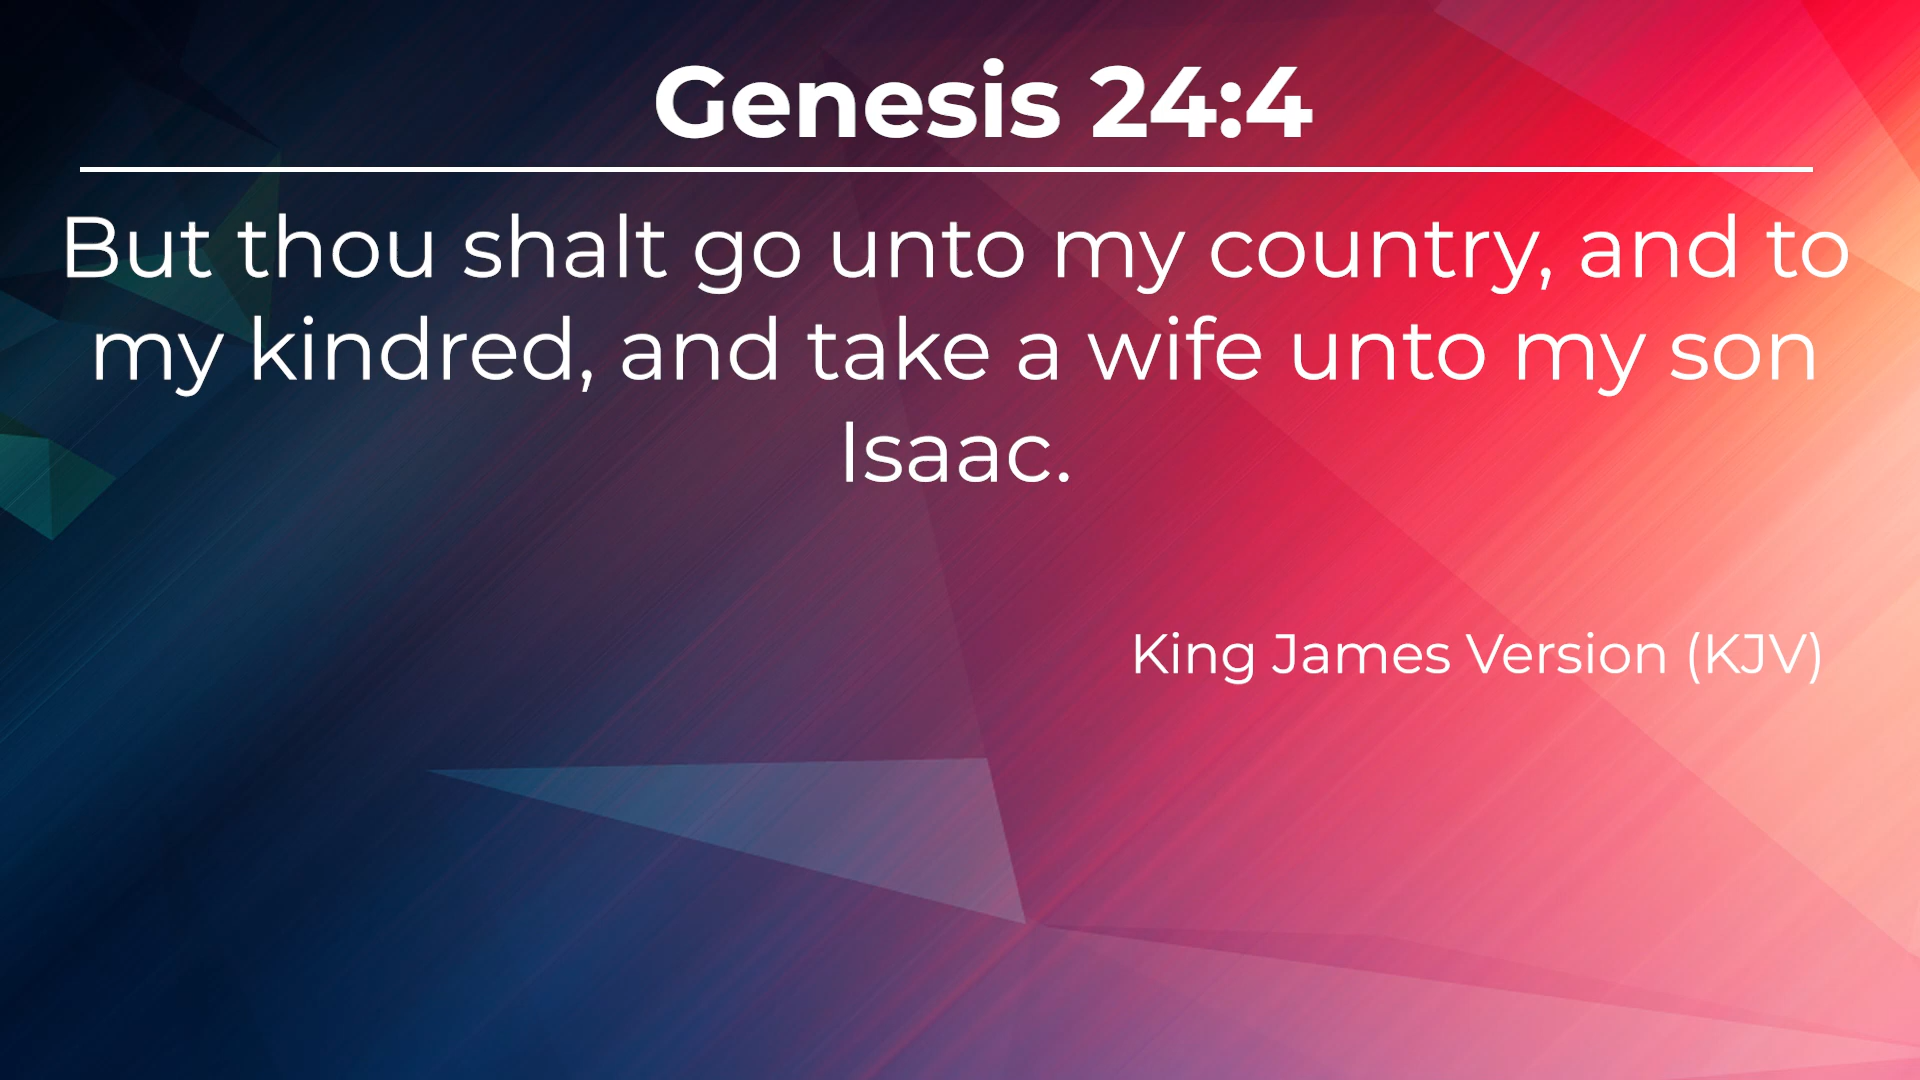 Genesis 24:4
But thou shalt go unto my country, and to
my kindred, and take a wife unto my son
Isaac.
King James Version (KJV)